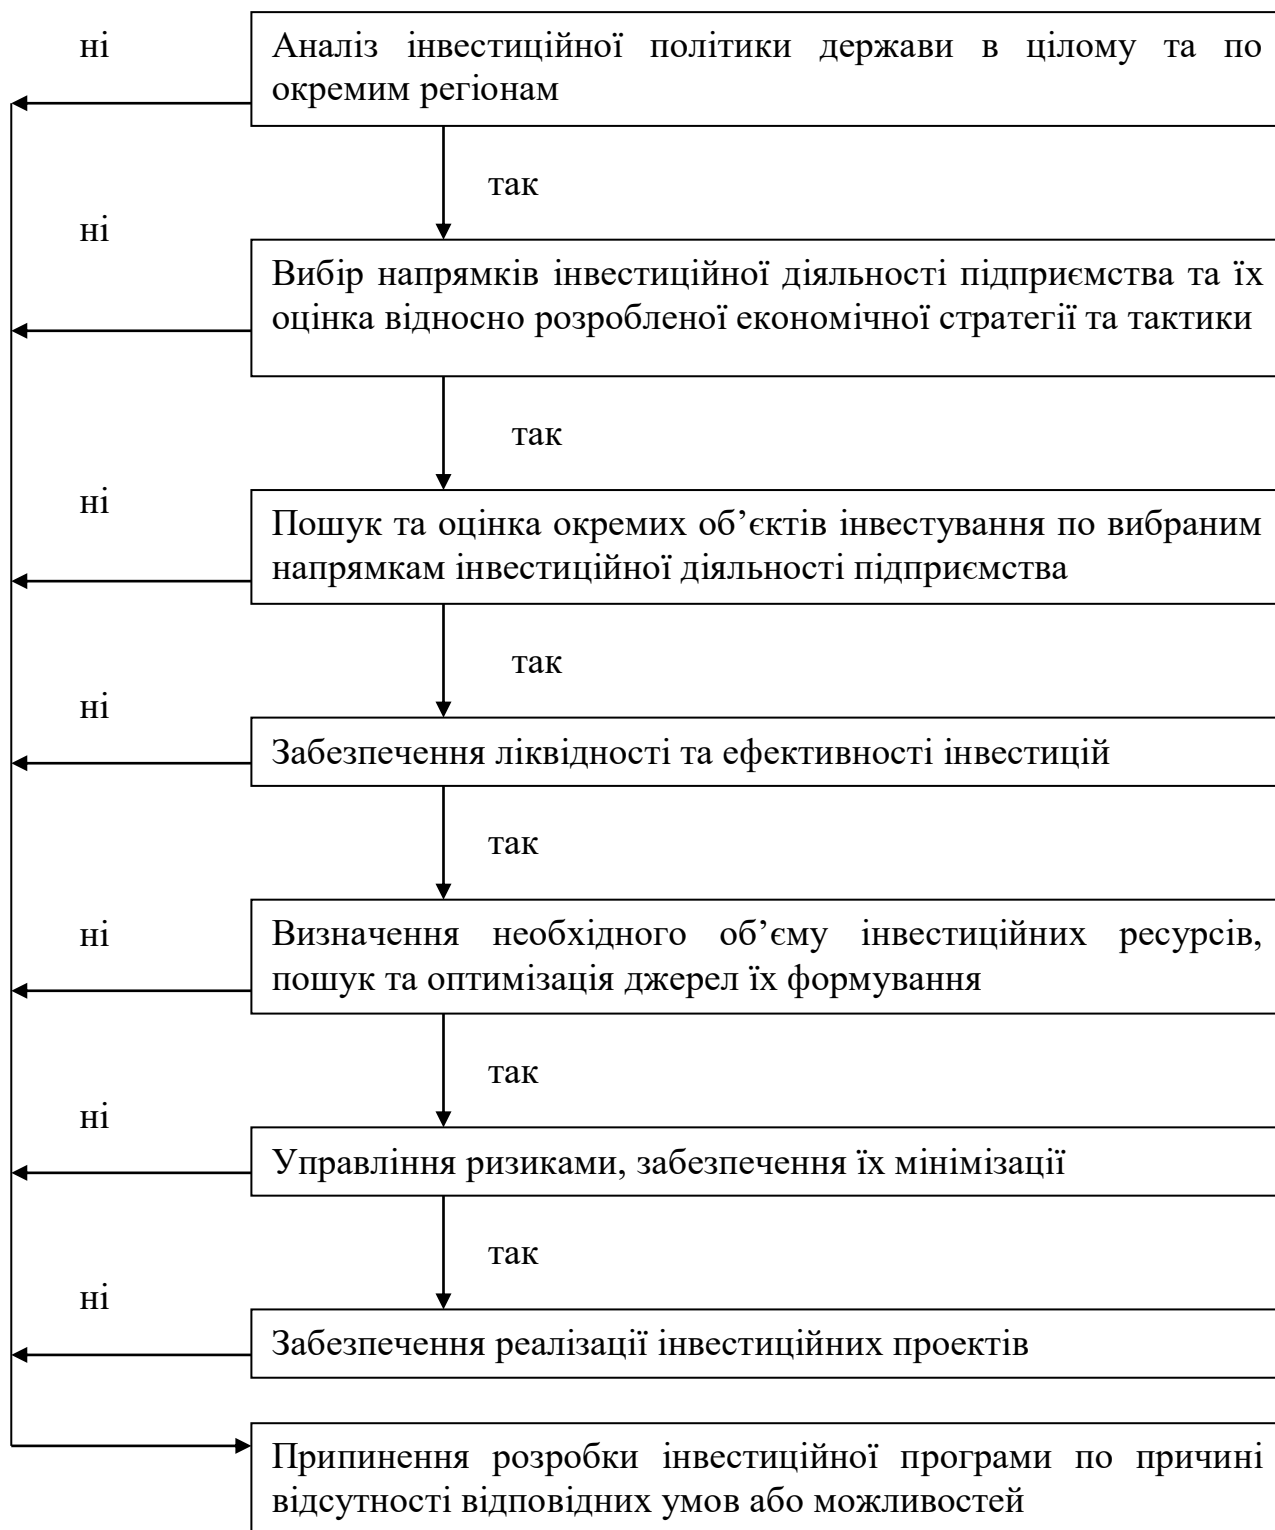 ні
Аналіз інвестиційної політики держави в цілому та по
окремим регіонам
так
ні
Вибір напрямків інвестиційної діяльності підприємства та їх
оцінка відносно розробленої економічної стратегії та тактики
так
ні
Пошук та оцінка окремих об’єктів інвестування по вибраним
напрямкам інвестиційної діяльності підприємства
так
ні
Забезпечення ліквідності та ефективності інвестицій
так
ні
Визначення необхідного об’єму інвестиційних ресурсів,
пошук та оптимізація джерел їх формування
так
ні
Управління ризиками, забезпечення їх мінімізації
так
ні
Забезпечення реалізації інвестиційних проектів
Припинення розробки інвестиційної програми по причині
відсутності відповідних умов або можливостей